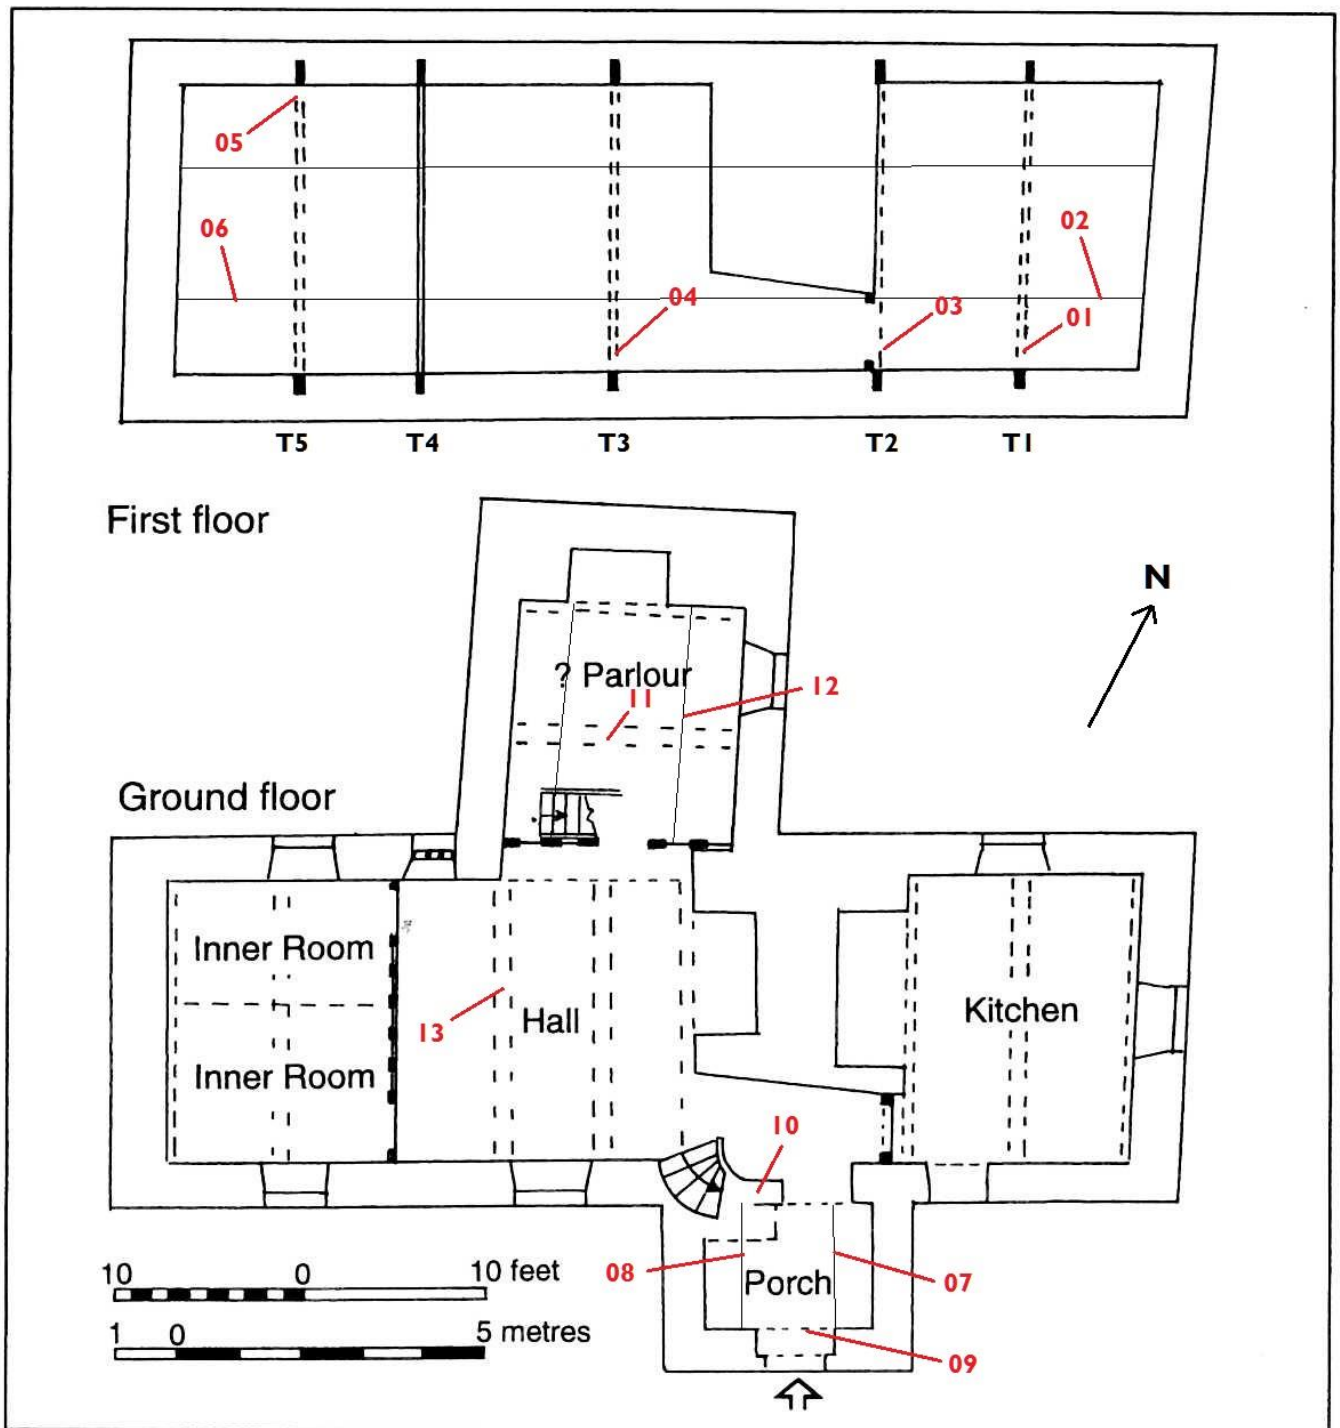 05
06
02
04
03
01
T5 T4 T3 T2 T1
First floor
N
? Parlour
11
12
Ground floor
Inner Room
Hall
Kitchen
13
Inner Room
10
10 0 10 feet
08
Porch
07
1 0 5 metres
09